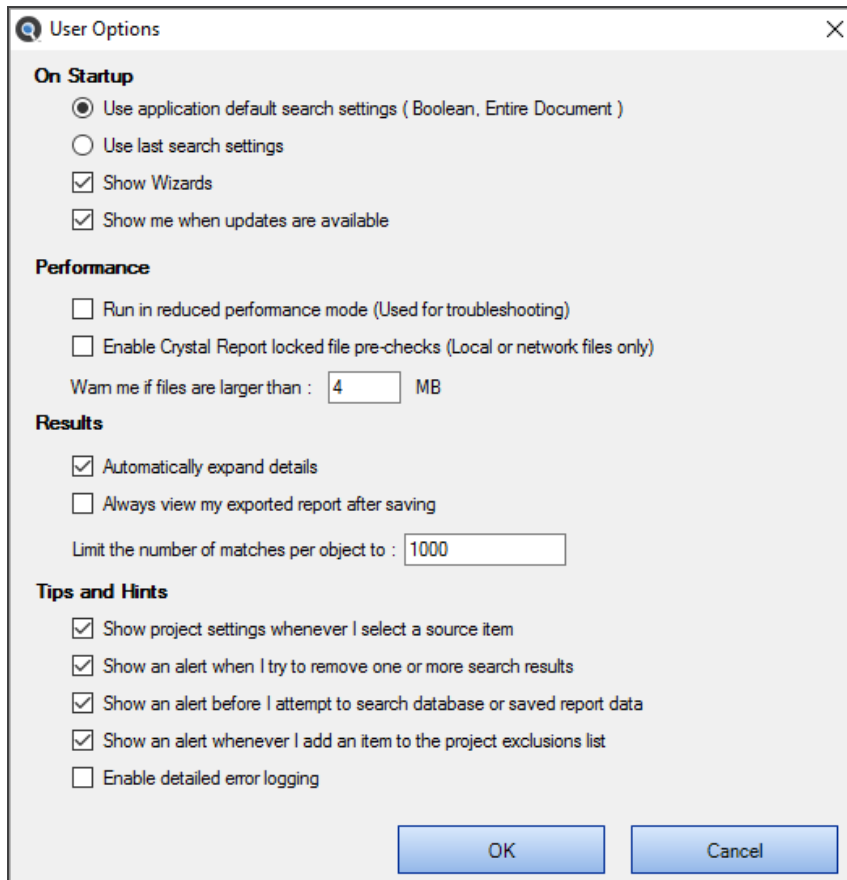 User Options
On Startup
Use application default search settings ( Boolean, Entire Document )
Use last search settings
Show Wizards
Show me when updates are available
Performance
Run in reduced performance mode (Used for troubleshooting)
Enable Crystal Report locked file pre-checks (Local or network files only)
Warn me if files are larger than : 4 MB
Results
Automatically expand details
Always view my exported report after saving
Limit the number of matches per object to : 1000
Tips and Hints
Show project settings whenever I select a source item
Show an alert when I try to remove one or more search results
Show an alert before I attempt to search database or saved report data
Show an alert whenever I add an item to the project exclusions list
Enable detailed error logging
OK Cancel